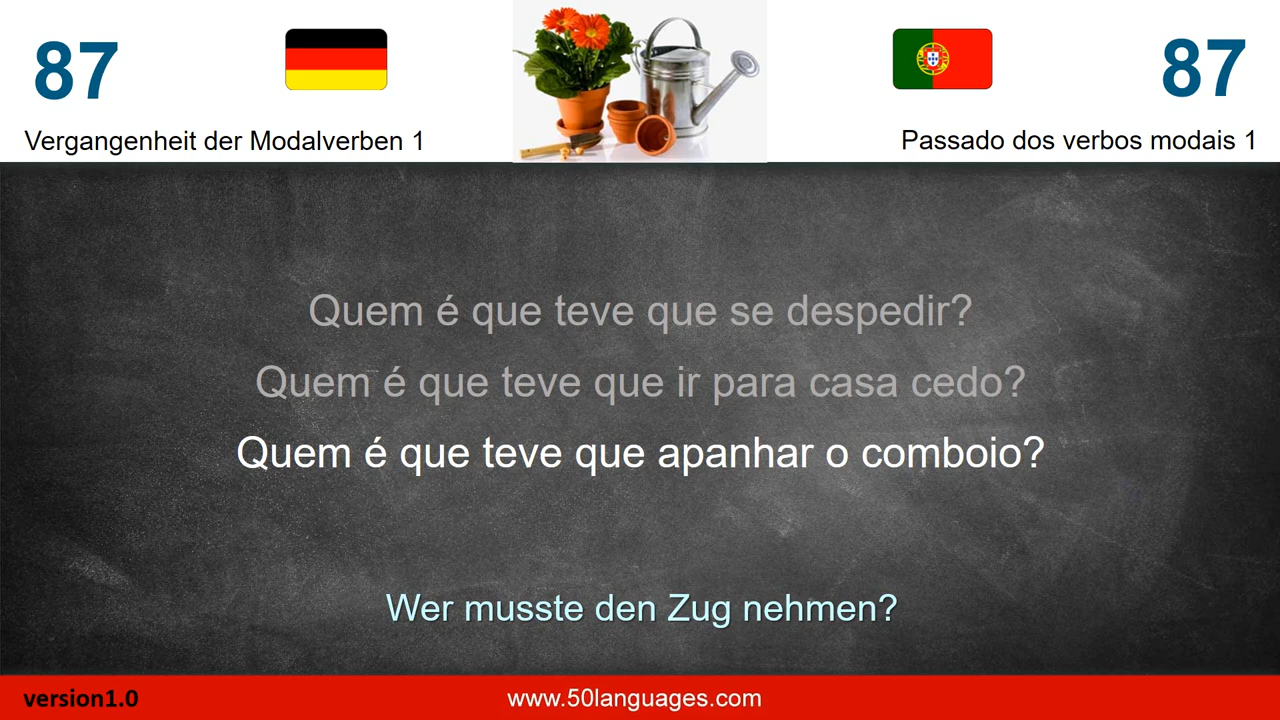 87
87
Vergangenheit der Modalverben 1
Passado dos verbos modais 1
Quem é que teve que se despedir?
Quem é que teve que ir para casa cedo?
Quem é que teve que apanhar o comboio?
Wer musste den Zug nehmen?
version1.0
www.50languages.com